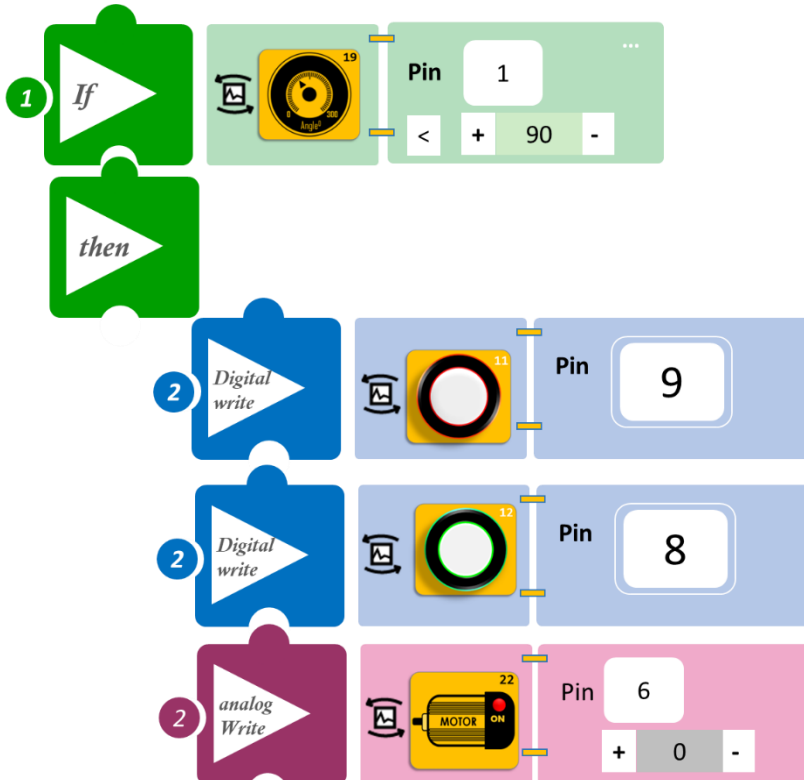 1
If
19
0 300
Angle⁰
Pin 1
...
< + 90 -
then
2
Digital
write
11
Pin 9
2
Digital
write
12
Pin 8
2
analog
Write
22
MOTOR
ON
Pin 6
+ 0 -